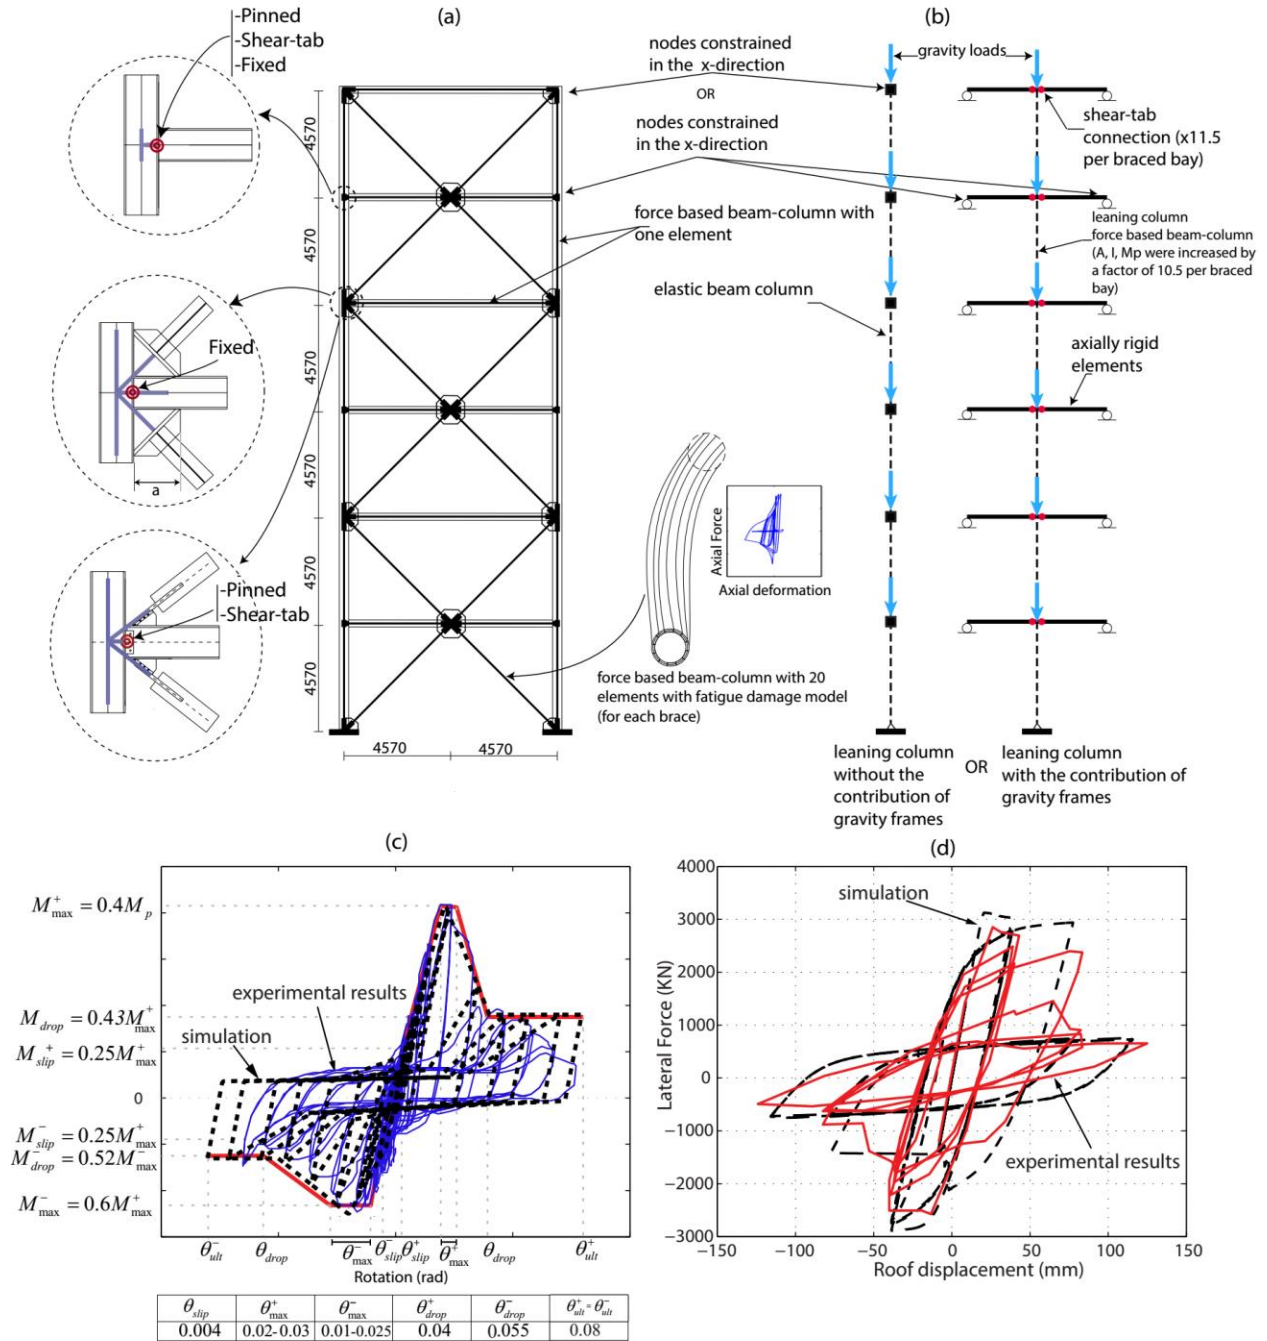 (a)
(b)
-Pinned
-Shear-tab
-Fixed
nodes constrained
in the x-direction
OR
nodes constrained
in the x-direction
gravity loads
shear-tab
connection (x11.5
per braced bay)
force based beam-column with
one element
leaning column
force based beam-column
(A, I, Mp were increased by
a factor of 10.5 per braced
bay)
elastic beam column
axially rigid
elements
Fixed
a
-Pinned
-Shear-tab
4570
4570
4570
4570
4570
4570
4570
4570
Axial Force
Axial deformation
force based beam-column with 20
elements with fatigue damage model
(for each brace)
leaning column
without the
contribution of
gravity frames
OR
leaning column
with the contribution of
gravity frames
(c)
M⁺max = 0.4Mp
Mdrop = 0.43M⁺max
Mslip⁺ = 0.25M⁺max
0
M⁻slip = 0.25M⁺max
M⁻drop = 0.52M⁻max
M⁻max = 0.6M⁺max
experimental results
simulation
θ⁻ult
θdrop
θ⁻max
θ⁻slip
θ⁺slip
θ⁺max
θdrop
θ⁺ult
Rotation (rad)
θslip θ⁺max θ⁻max θ⁺drop θ⁻drop θ⁺ult = θ⁻ult
0.004 0.02-0.03 0.01-0.025 0.04 0.055 0.08
(d)
Lateral Force (KN)
4000
3000
2000
1000
0
−1000
−2000
−3000
simulation
experimental results
−150 −100 −50 0 50 100 150
Roof displacement (mm)